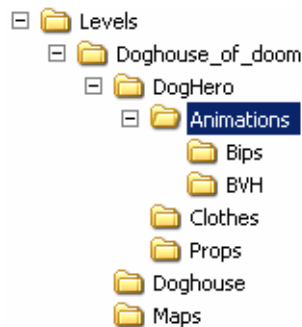 Levels
Doghouse_of_doom
DogHero
Animations
Bips
BVH
Clothes
Props
Doghouse
Maps